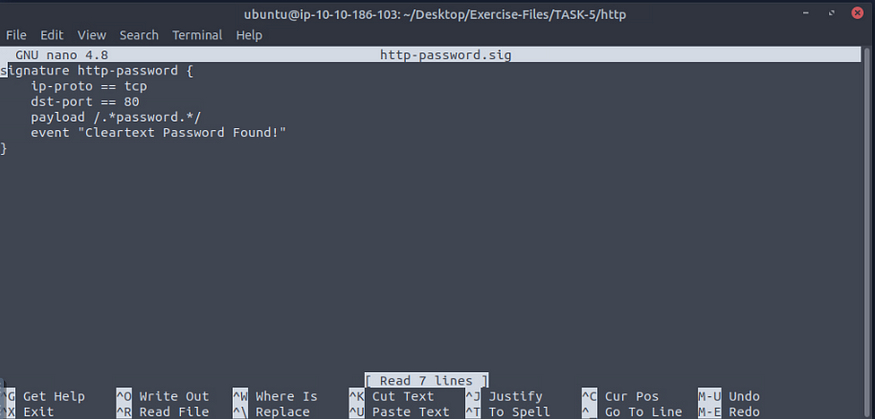 ubuntu@ip-10-10-186-103: ~/Desktop/Exercise-Files/TASK-5/http
File Edit View Search Terminal Help
GNU nano 4.8 http-password.sig
signature http-password {
    ip-proto == tcp
    dst-port == 80
    payload /.*password.*/
    event "Cleartext Password Found!"
}
[ Read 7 lines ]
^G Get Help ^O Write Out ^W Where Is ^K Cut Text ^J Justify ^C Cur Pos M-U Undo
^X Exit ^R Read File ^\ Replace ^U Paste Text ^T To Spell ^_ Go To Line M-E Redo